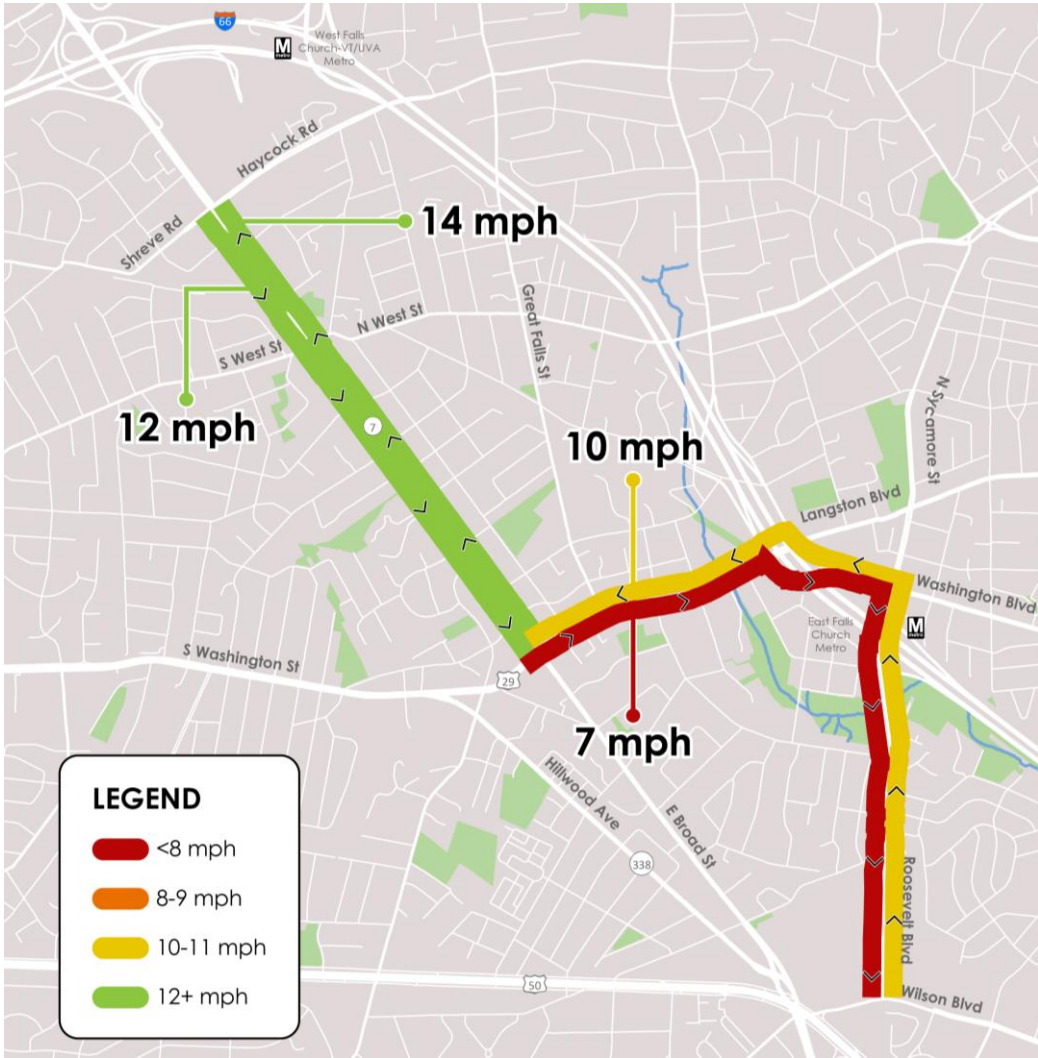 66
M
metro
West Falls
Church-VT/UVA
Metro
Haycock Rd
Shreve Rd
14 mph
Great Falls St
N West St
S West St
12 mph
7
10 mph
N Sycamore St
Langston Blvd
Washington Blvd
East Falls
Church
Metro
M
metro
S Washington St
29
7 mph
Hillwood Ave
E Broad St
338
Roosevelt Blvd
50
Wilson Blvd
LEGEND
<8 mph
8-9 mph
10-11 mph
12+ mph